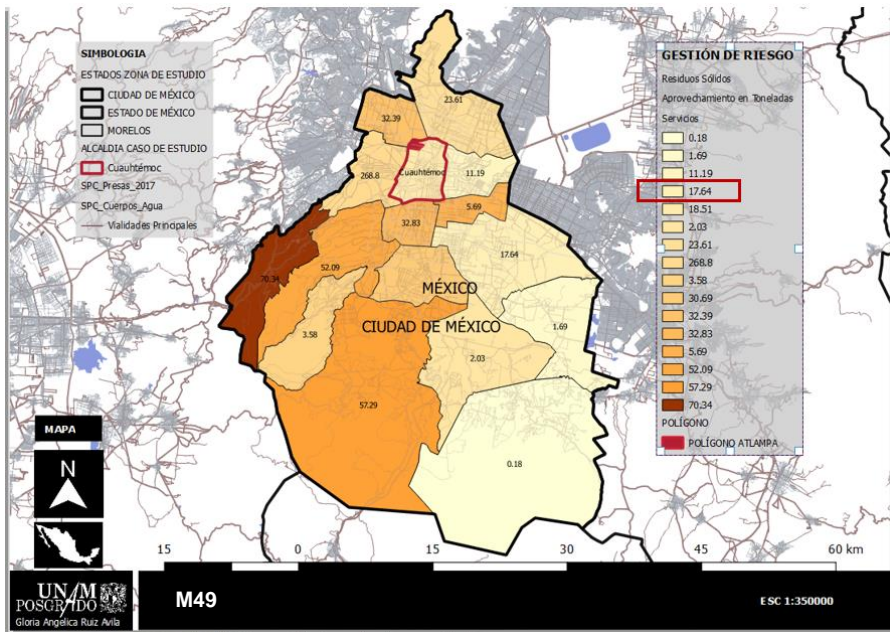 SIMBOLOGIA
ESTADOS ZONA DE ESTUDIO
CIUDAD DE MÉXICO
ESTADO DE MÉXICO
MORELOS
ALCALDIA CASO DE ESTUDIO
Cuauhtémoc
SPC_Presas_2017
SPC_Cuerpos_Agua
Vialidades Principales
GESTIÓN DE RIESGO
Residuos Sólidos
Aprovechamiento en Toneladas
Servicios
0.18
1.69
11.19
17.64
18.51
2.03
23.61
268.8
3.58
30.69
32.39
32.83
5.69
52.09
57.29
70.34
POLÍGONO
POLÍGONO ATLAMPA
23.61
32.39
Cuauhtémoc
268.8
11.19
5.69
32.83
17.64
70.34
52.09
MÉXICO
CIUDAD DE MÉXICO
1.69
3.58
2.03
57.29
0.18
MAPA
N
15 0 15 30 45 60 km
UNAM
POSGRADO
Gloria Angelica Ruiz Avila
M49
ESC 1:350000